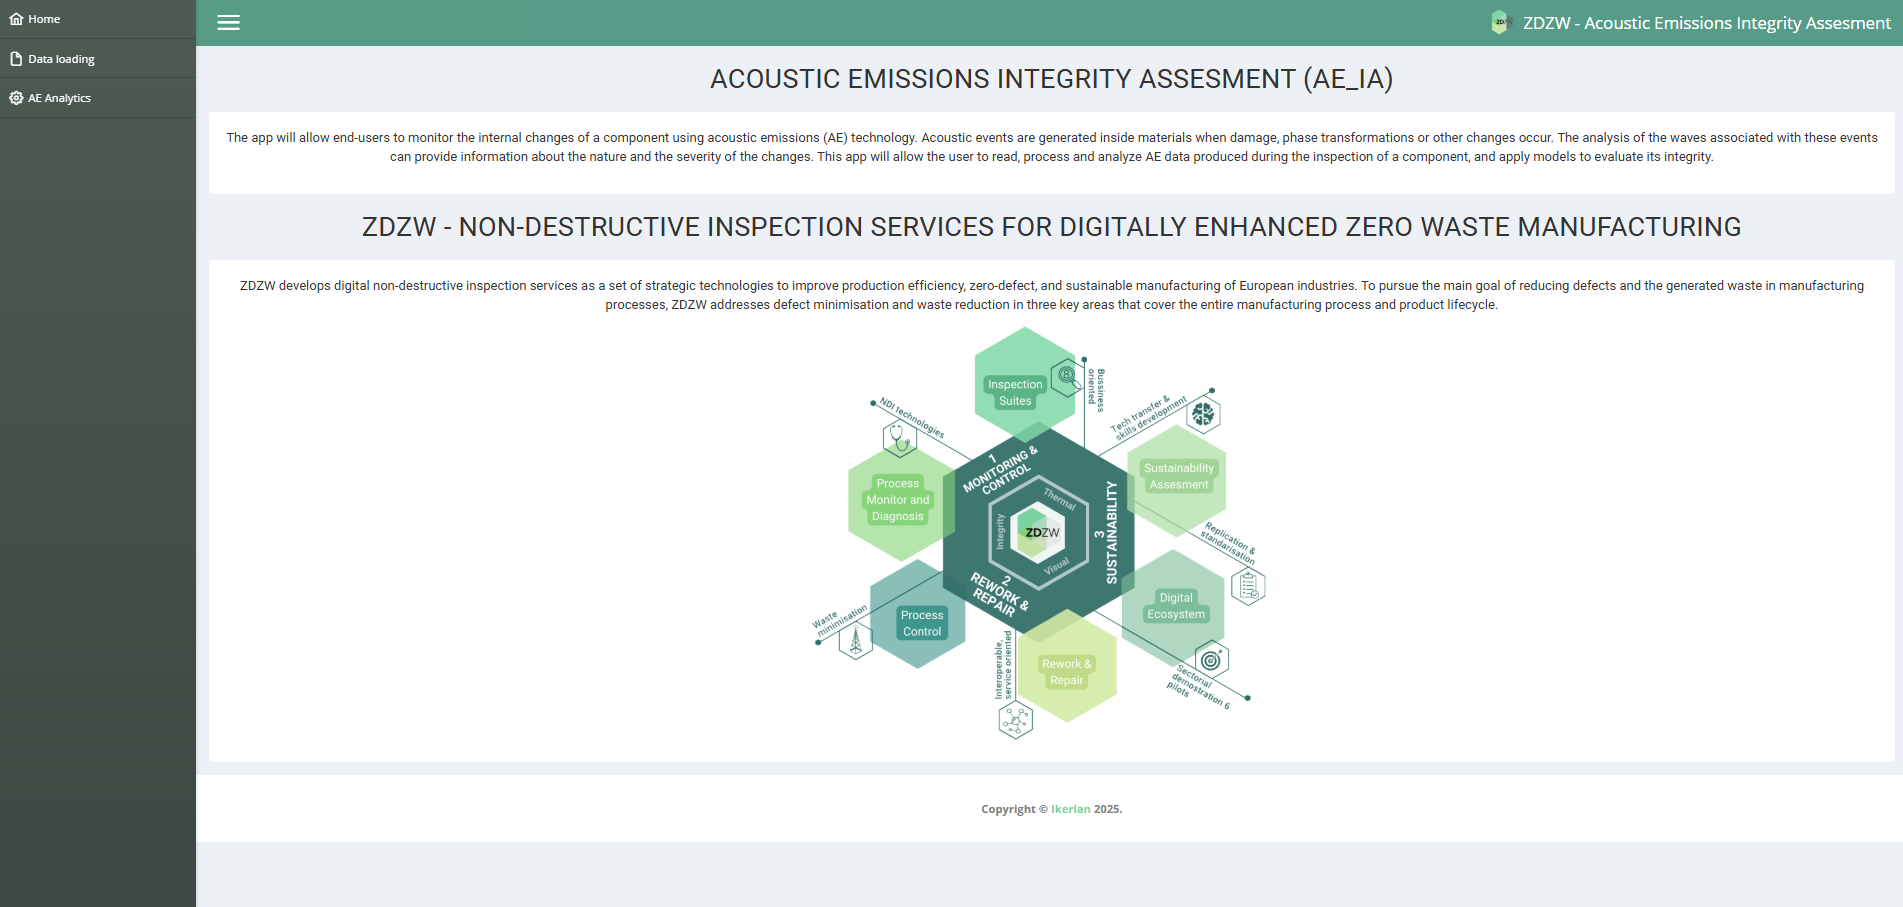 Home
Data loading
AE Analytics
ZDZW - Acoustic Emissions Integrity Assesment
ACOUSTIC EMISSIONS INTEGRITY ASSESMENT (AE_IA)
The app will allow end-users to monitor the internal changes of a component using acoustic emissions (AE) technology. Acoustic events are generated inside materials when damage, phase transformations or other changes occur. The analysis of the waves associated with these events
can provide information about the nature and the severity of the changes. This app will allow the user to read, process and analyze AE data produced during the inspection of a component, and apply models to evaluate its integrity.
ZDZW - NON-DESTRUCTIVE INSPECTION SERVICES FOR DIGITALLY ENHANCED ZERO WASTE MANUFACTURING
ZDZW develops digital non-destructive inspection services as a set of strategic technologies to improve production efficiency, zero-defect, and sustainable manufacturing of European industries. To pursue the main goal of reducing defects and the generated waste in manufacturing
processes, ZDZW addresses defect minimisation and waste reduction in three key areas that cover the entire manufacturing process and product lifecycle.
Inspection
Suites
Bussiness
oriented
NDI technologies
Tech transfer &
skills development
1
MONITORING &
CONTROL
Sustainability
Assesment
Process
Monitor and
Diagnosis
Thermal
Integrity
Visual
ZDZW
3
SUSTAINABILITY
Replication &
standarisation
2
REWORK &
REPAIR
Digital
Ecosystem
Process
Control
Waste
minimisation
Interoperable,
service oriented
Rework &
Repair
Sectorial
demostration 6
pilots
Copyright © Ikerlan 2025.